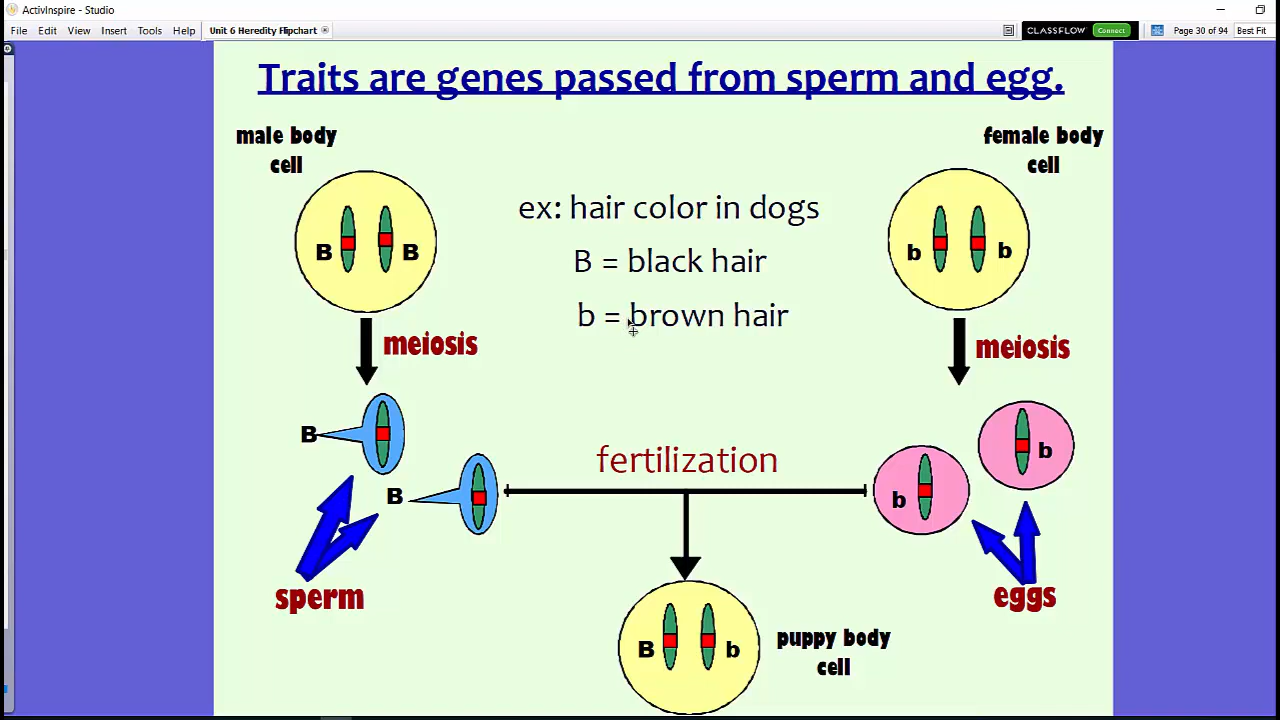 ActivInspire - Studio
File Edit View Insert Tools Help Unit 6 Heredity Flipchart CLASSFLOW Connect Page 30 of 94 Best Fit
Traits are genes passed from sperm and egg.
male body
cell
female body
cell
ex: hair color in dogs
B = black hair
b = brown hair
B B
b b
meiosis
meiosis
B
B
fertilization
b
b
sperm
eggs
B b
puppy body
cell